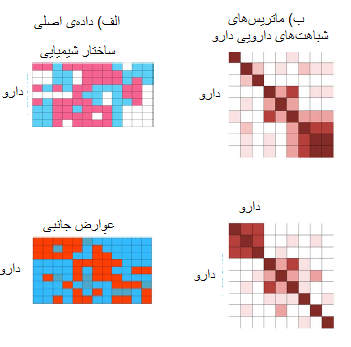 الف) داده‌ی اصلی
ساختار شیمیایی
دارو
عوارض جانبی
دارو
ب) ماتریس‌های
شباهت‌های دارویی دارو
دارو
دارو
دارو